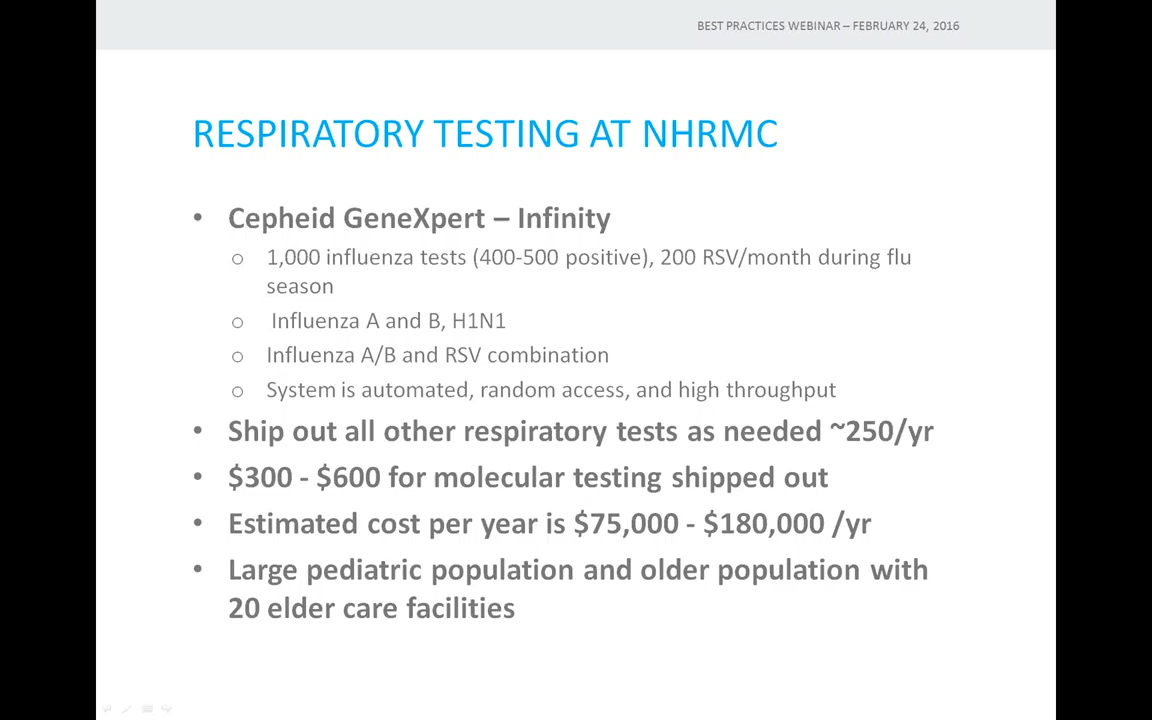 BEST PRACTICES WEBINAR – FEBRUARY 24, 2016
RESPIRATORY TESTING AT NHRMC
• Cepheid GeneXpert – Infinity
o 1,000 influenza tests (400-500 positive), 200 RSV/month during flu
season
o Influenza A and B, H1N1
o Influenza A/B and RSV combination
o System is automated, random access, and high throughput
• Ship out all other respiratory tests as needed ~250/yr
• $300 - $600 for molecular testing shipped out
• Estimated cost per year is $75,000 - $180,000 /yr
• Large pediatric population and older population with
20 elder care facilities